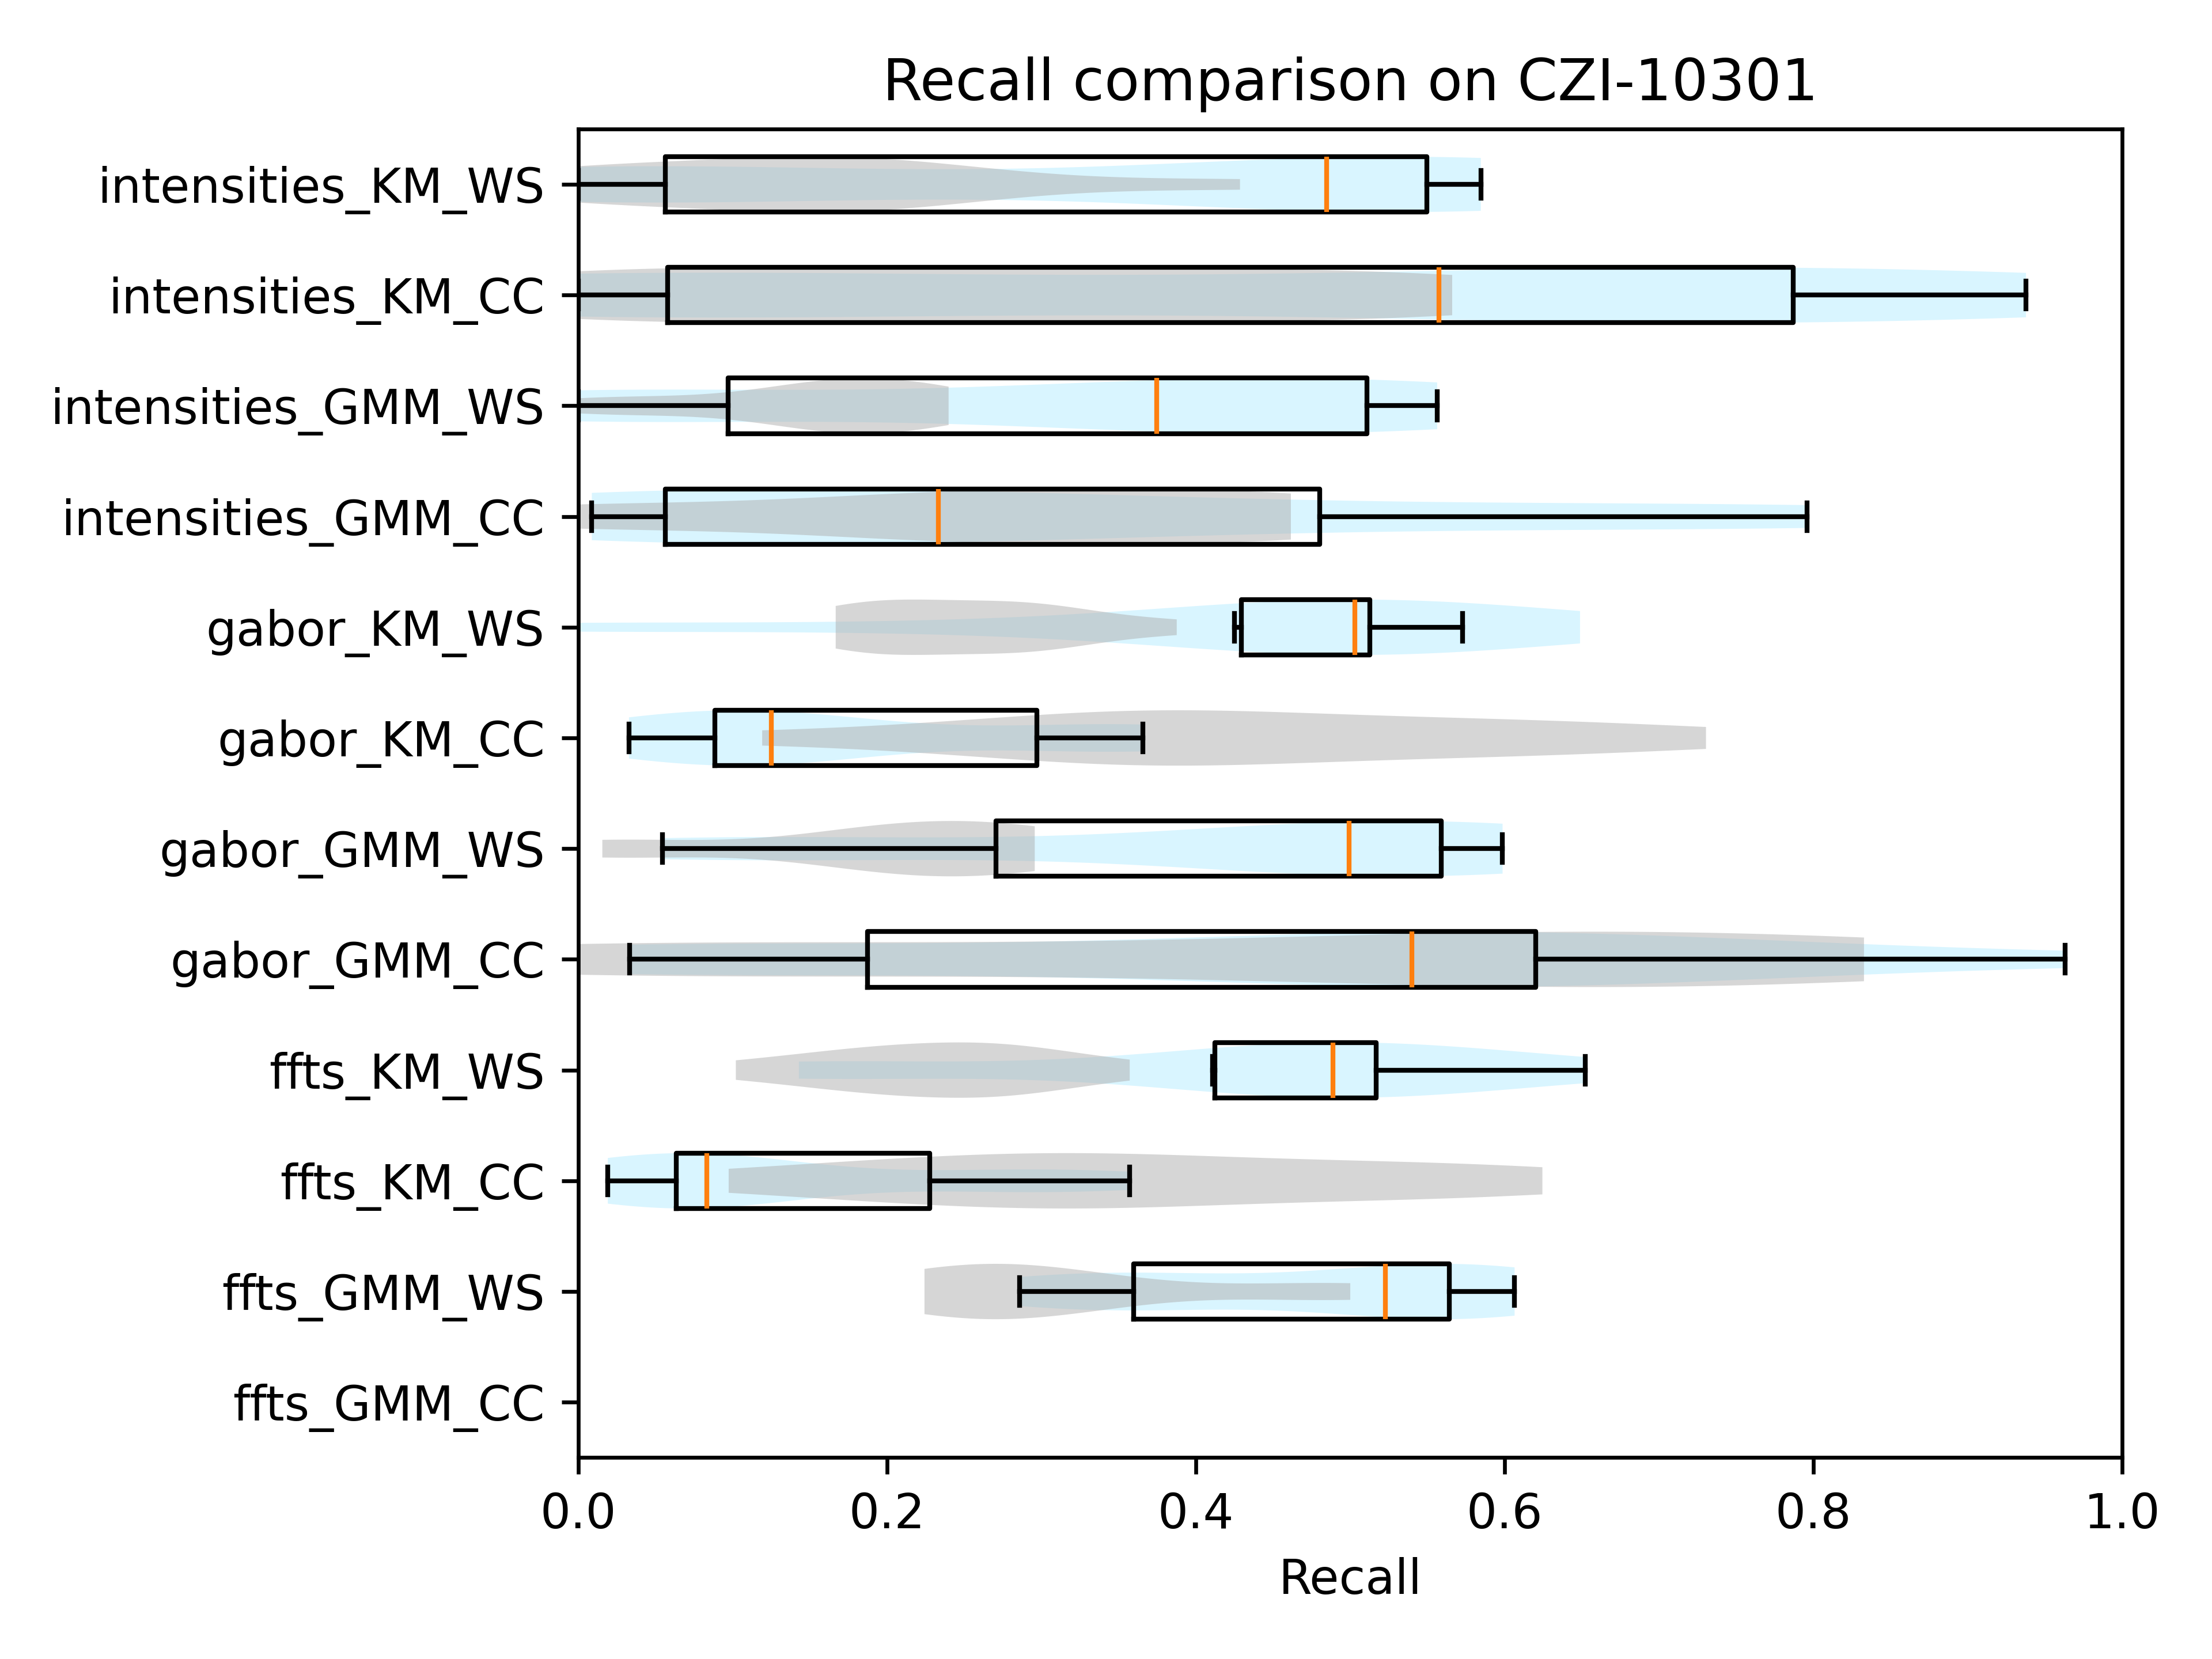 Recall comparison on CZI-10301
intensities_KM_WS
intensities_KM_CC
intensities_GMM_WS
intensities_GMM_CC
gabor_KM_WS
gabor_KM_CC
gabor_GMM_WS
gabor_GMM_CC
ffts_KM_WS
ffts_KM_CC
ffts_GMM_WS
ffts_GMM_CC
0.0 0.2 0.4 0.6 0.8 1.0
Recall